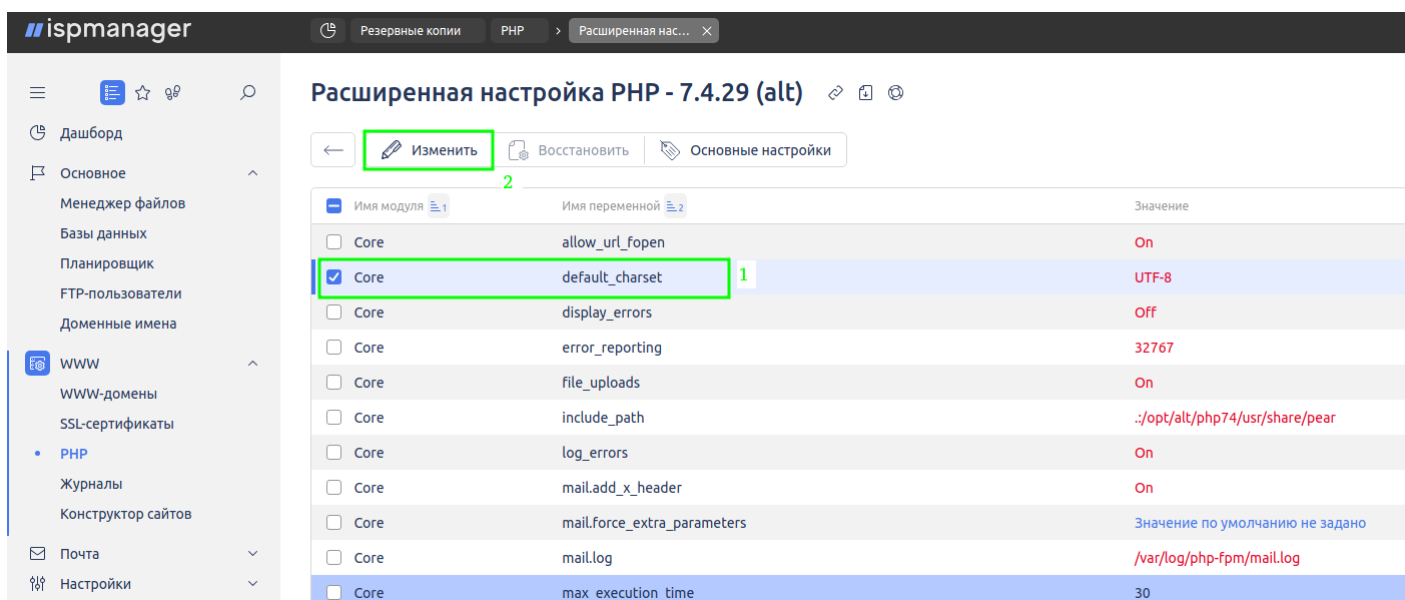 ispmanager
Резервные копии PHP > Расширенная нас... ×
Расширенная настройка PHP - 7.4.29 (alt)
Дашборд
Основное
Менеджер файлов
Базы данных
Планировщик
FTP-пользователи
Доменные имена
WWW
WWW-домены
SSL-сертификаты
PHP
Журналы
Конструктор сайтов
Почта
Настройки
Изменить Восстановить Основные настройки
2
Имя модуля 1 Имя переменной 2 Значение
Core allow_url_fopen On
Core default_charset 1 UTF-8
Core display_errors Off
Core error_reporting 32767
Core file_uploads On
Core include_path .:/opt/alt/php74/usr/share/pear
Core log_errors On
Core mail.add_x_header On
Core mail.force_extra_parameters Значение по умолчанию не задано
Core mail.log /var/log/php-fpm/mail.log
Core max_execution_time 30